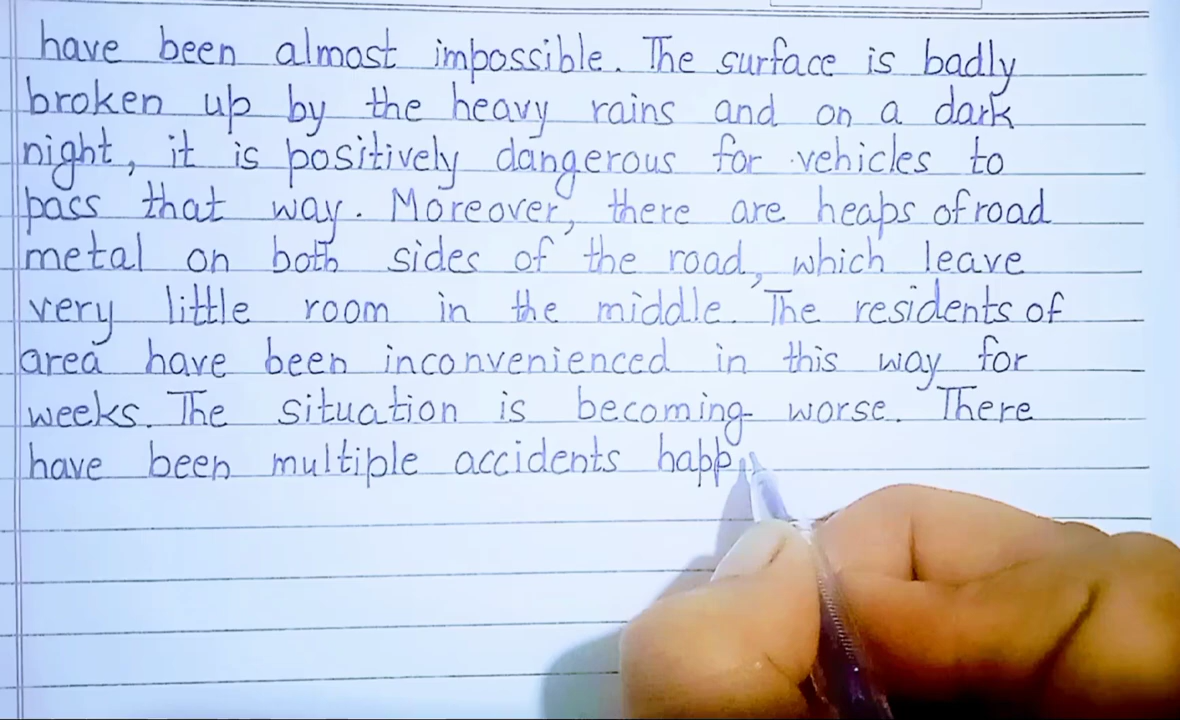 have been almost impossible. The surface is badly
broken up by the heavy rains and on a dark
night, it is positively dangerous for vehicles to
pass that way. Moreover, there are heaps of road
metal on both sides of the road, which leave
very little room in the middle. The residents of
area have been inconvenienced in this way for
weeks. The situation is becoming worse. There
have been multiple accidents happ